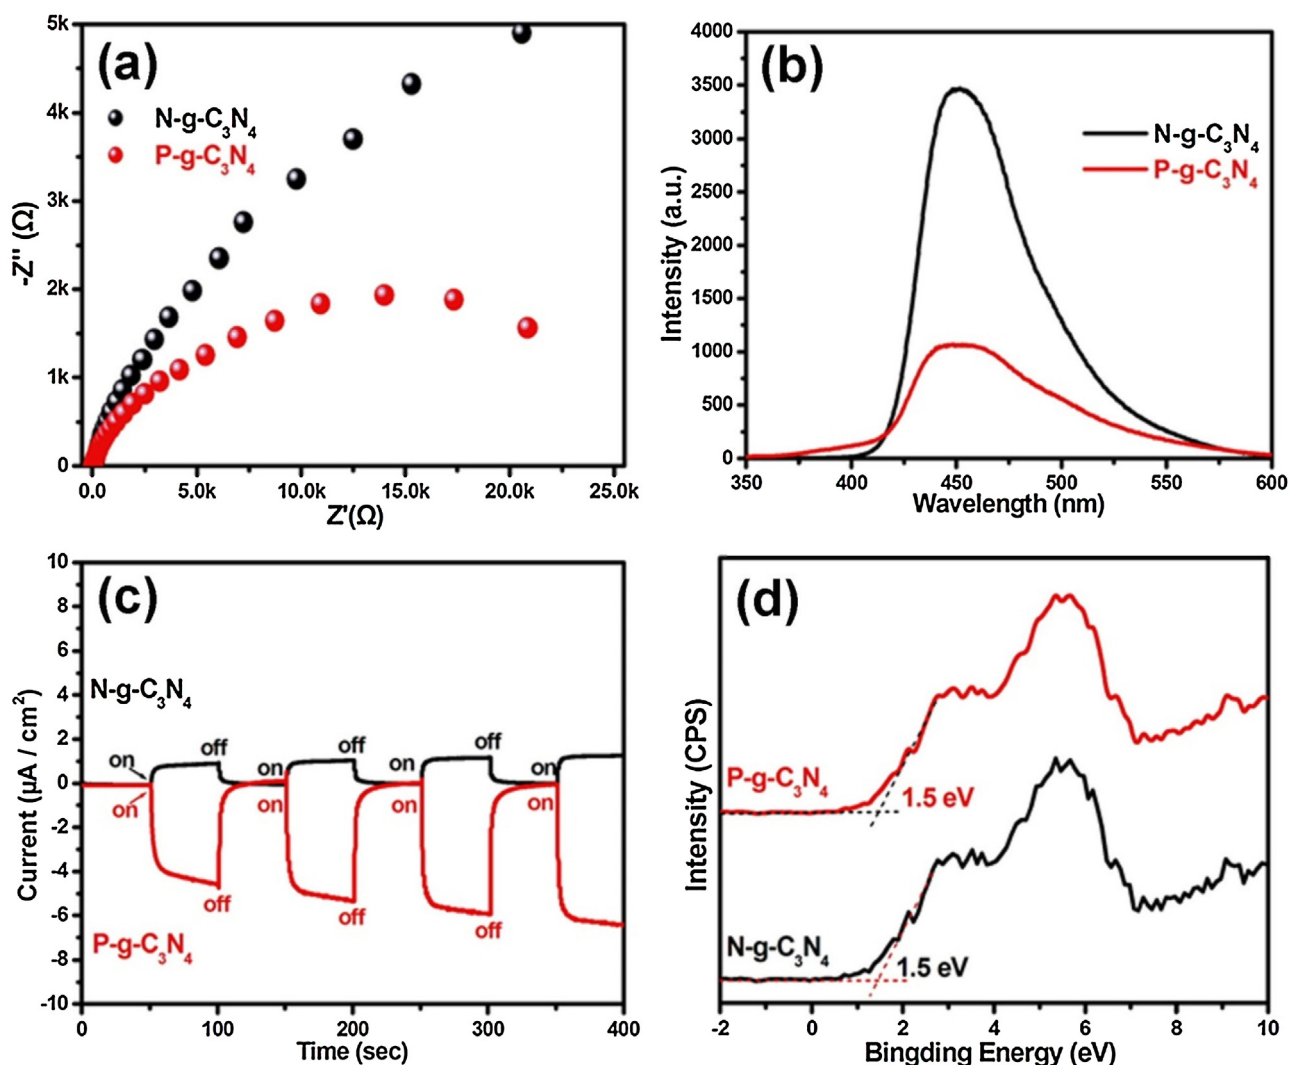 (a)
5k
4k
3k
2k
1k
0
-Z'' (Ω)
N-g-C₃N₄
P-g-C₃N₄
0.0 5.0k 10.0k 15.0k 20.0k 25.0k
Z'(Ω)
(b)
4000
3500
3000
2500
2000
1500
1000
500
0
Intensity (a.u.)
N-g-C₃N₄
P-g-C₃N₄
350 400 450 500 550 600
Wavelength (nm)
(c)
10
8
6
4
2
0
-2
-4
-6
-8
-10
Current (μA / cm²)
N-g-C₃N₄
on off on off on off on
on off on off on off on
P-g-C₃N₄
0 100 200 300 400
Time (sec)
(d)
Intensity (CPS)
P-g-C₃N₄
1.5 eV
N-g-C₃N₄
1.5 eV
-2 0 2 4 6 8 10
Bingding Energy (eV)